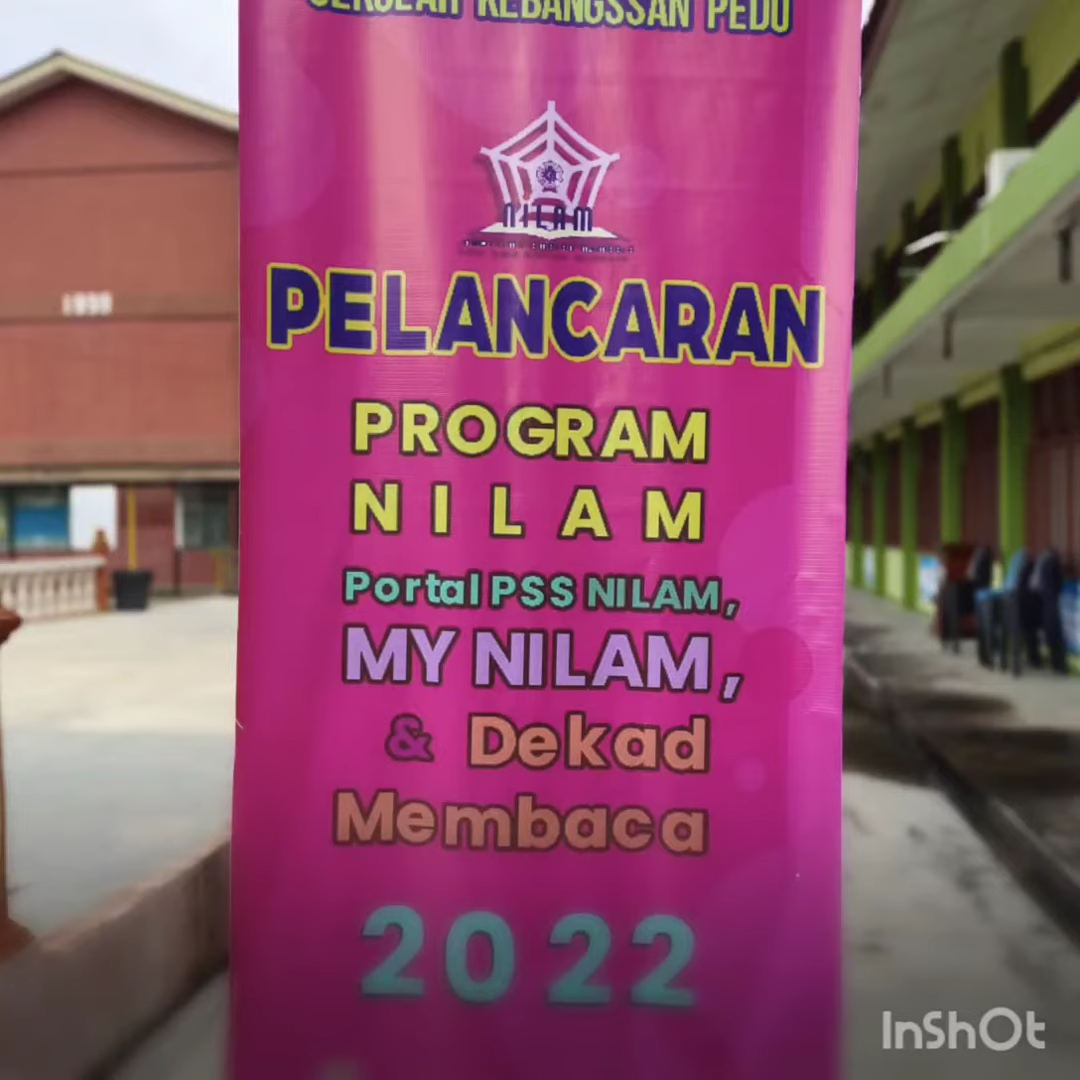 SEKOLAH KEBANGSSAN PEDU
NILAM
PELANCARAN
PROGRAM
NILAM
Portal PSS NILAM,
MY NILAM,
& Dekad
Membaca
2022
InShOt